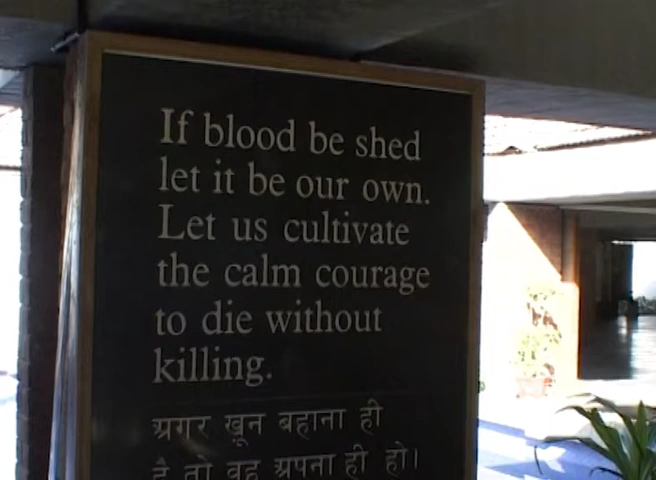 If blood be shed
let it be our own.
Let us cultivate
the calm courage
to die without
killing.
अगर खून बहाना ही
है तो वह अपना ही हो।